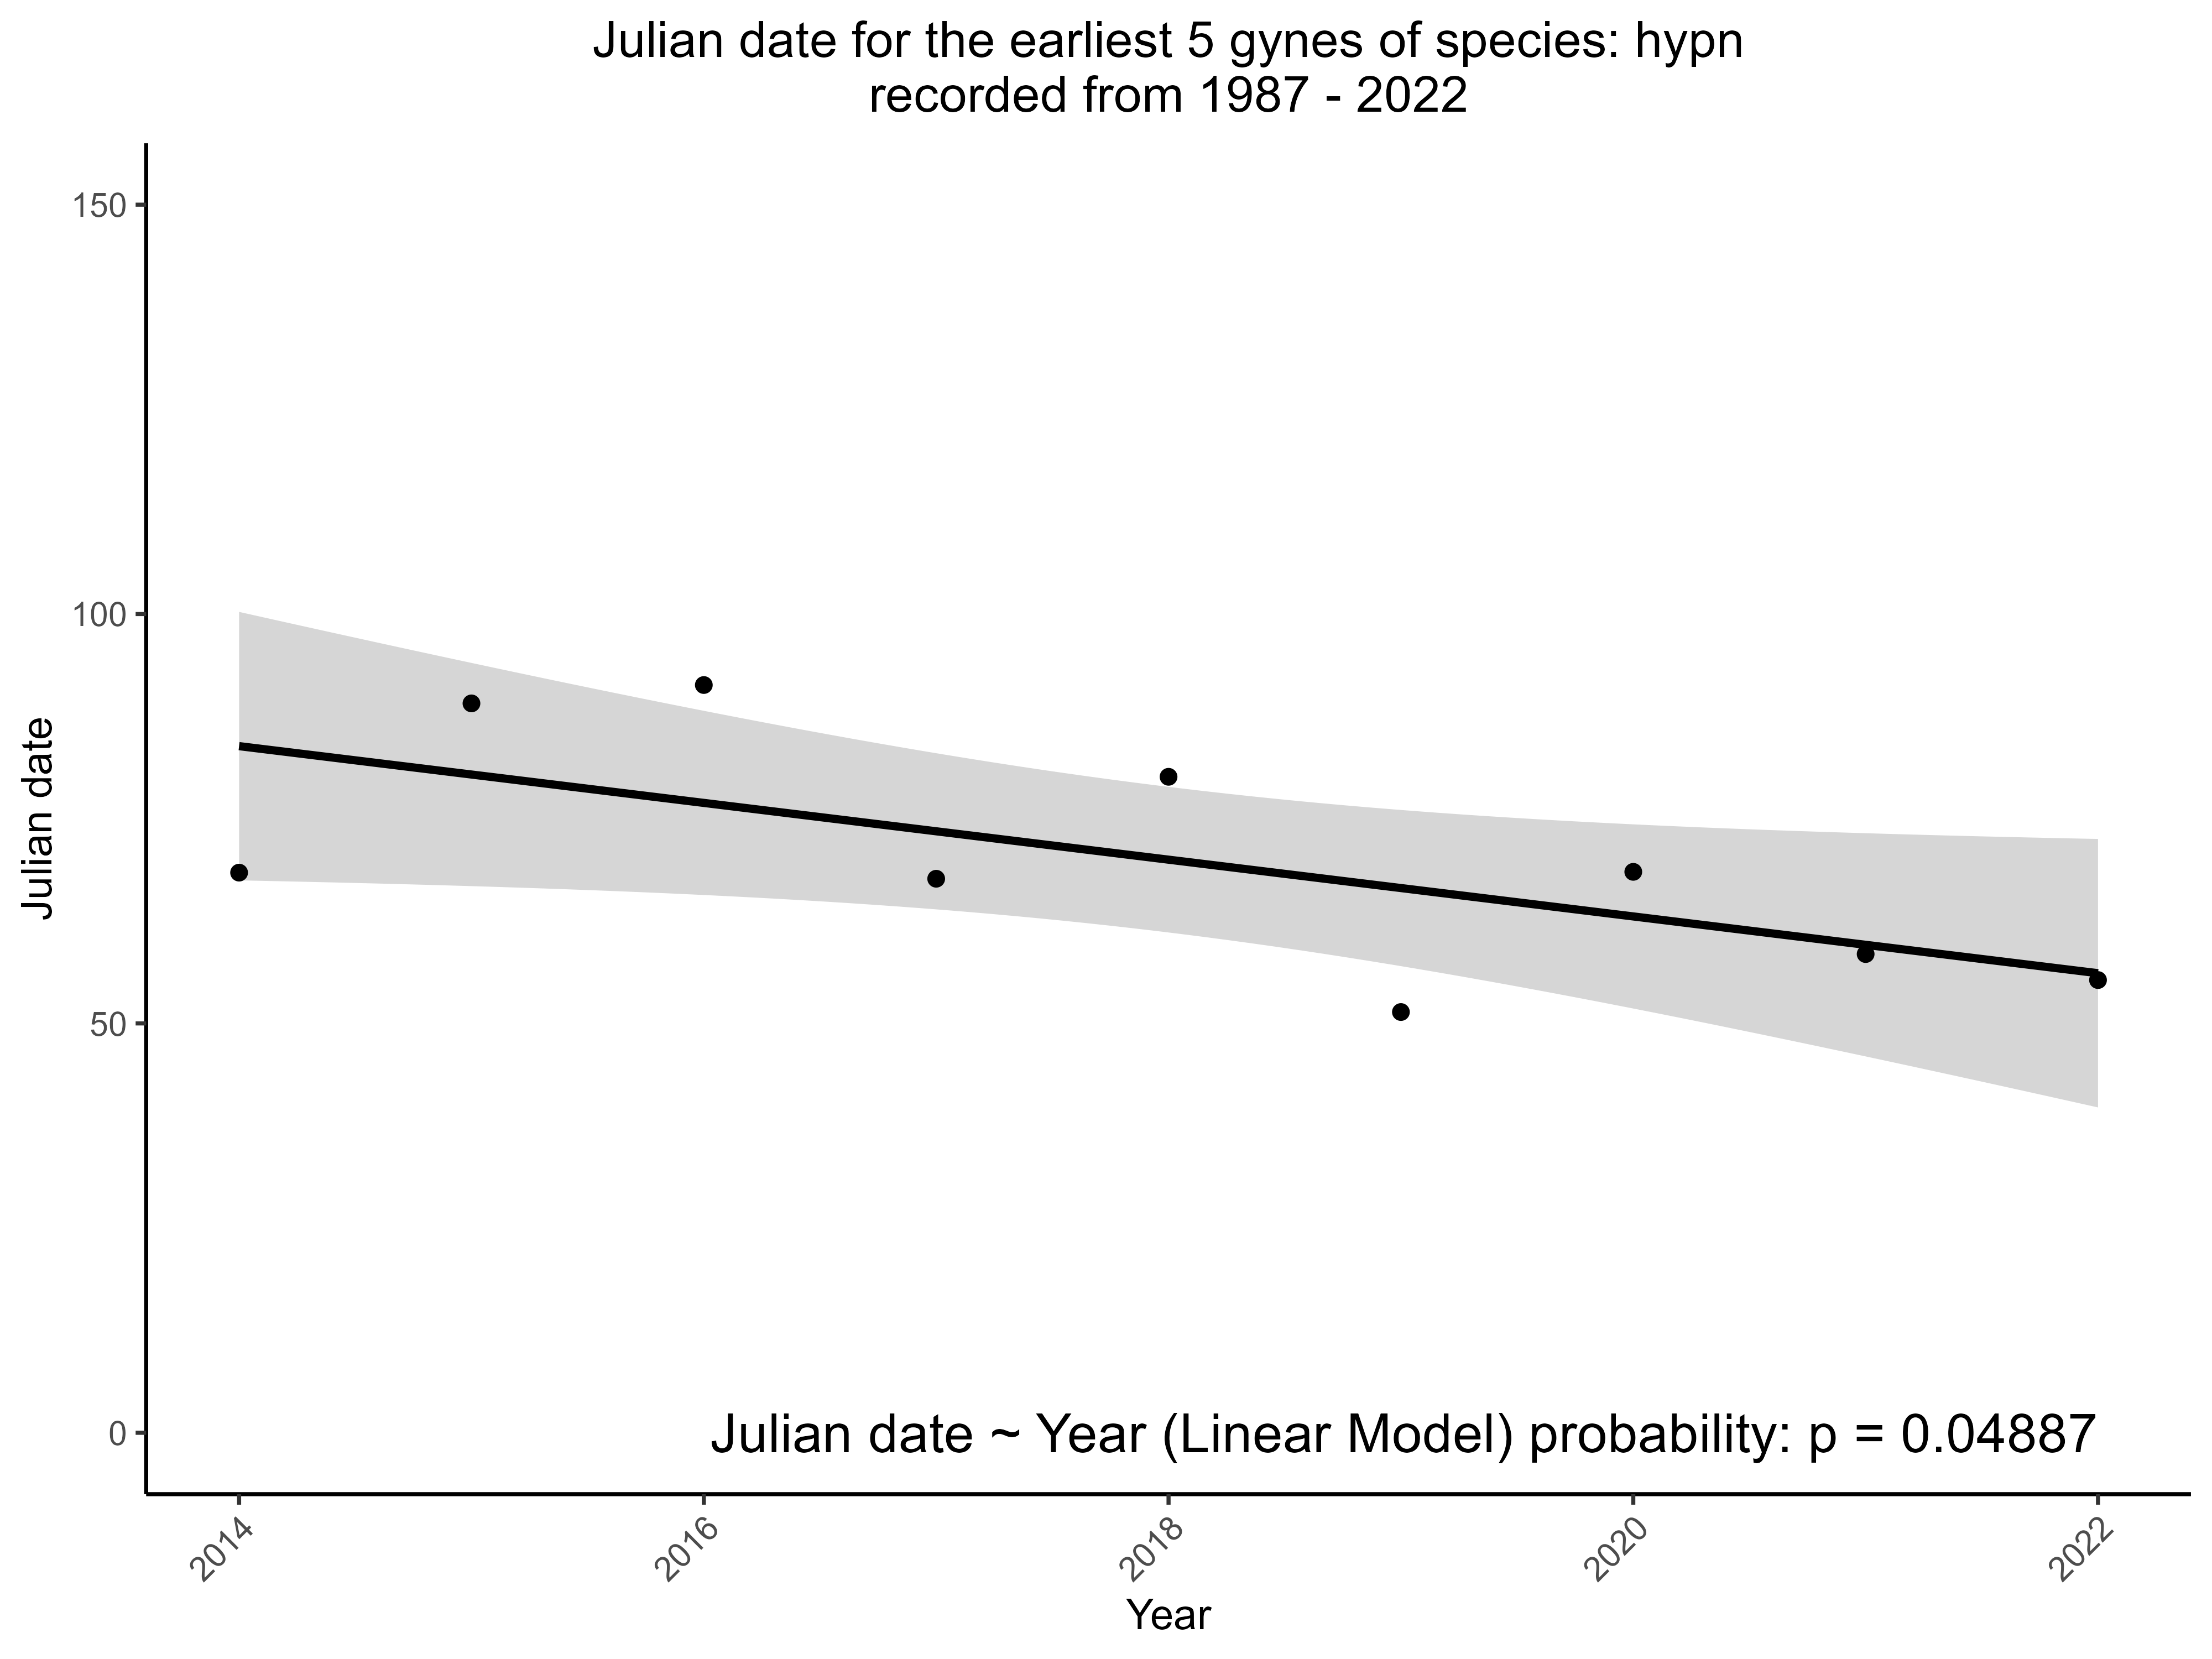 Julian date for the earliest 5 gynes of species: hypn
recorded from 1987 - 2022
150
100
50
0
Julian date
Julian date ~ Year (Linear Model) probability: p = 0.04887
2014
2016
2018
2020
2022
Year